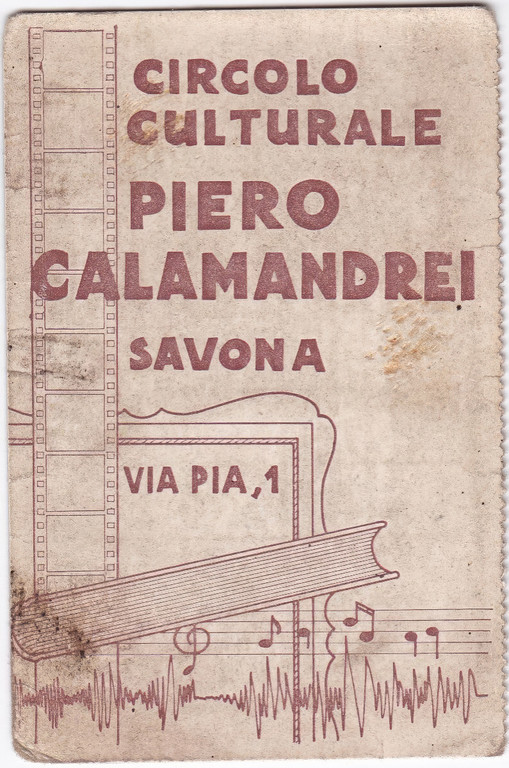 CIRCOLO
CULTURALE
PIERO
CALAMANDREI
SAVONA
VIA PIA, 1